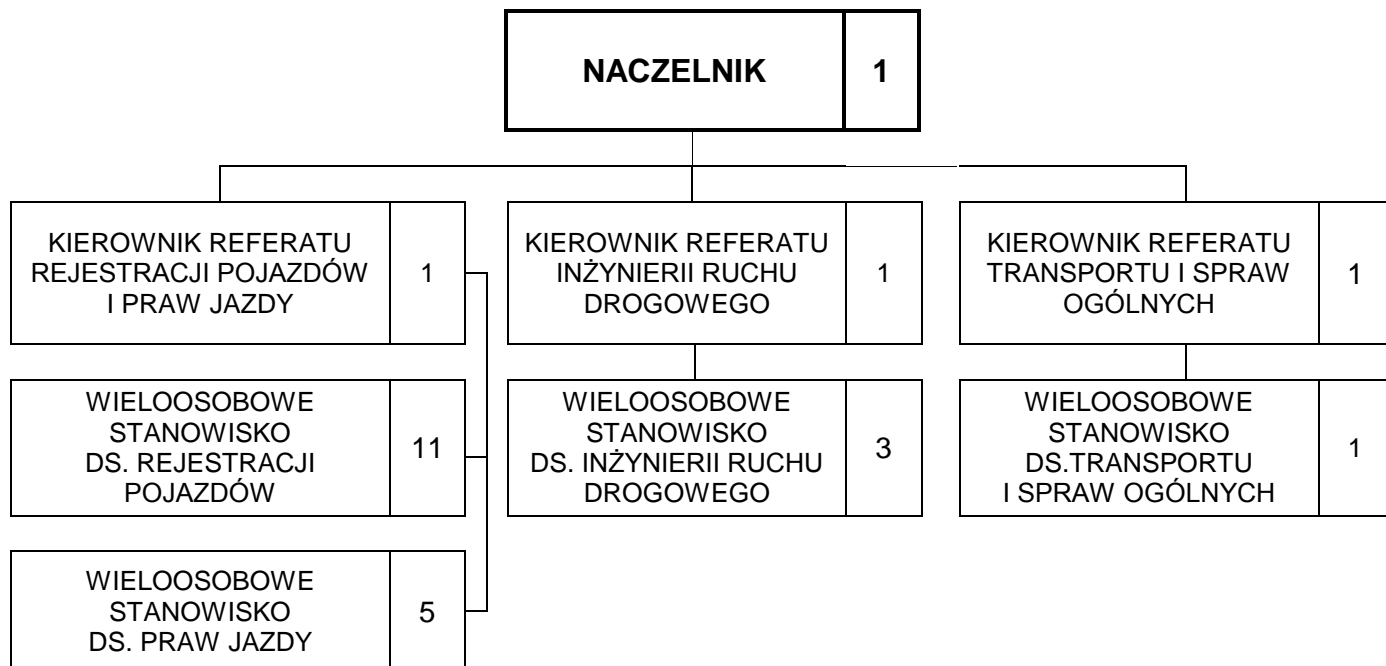 NACZELNIK
1
KIEROWNIK REFERATU
REJESTRACJI POJAZDÓW
I PRAW JAZDY
1
KIEROWNIK REFERATU
INŻYNIERII RUCHU
DROGOWEGO
1
KIEROWNIK REFERATU
TRANSPORTU I SPRAW
OGÓLNYCH
1
WIELOOSOBOWE
STANOWISKO
DS. REJESTRACJI
POJAZDÓW
11
WIELOOSOBOWE
STANOWISKO
DS. INŻYNIERII RUCHU
DROGOWEGO
3
WIELOOSOBOWE
STANOWISKO
DS.TRANSPORTU
I SPRAW OGÓLNYCH
1
WIELOOSOBOWE
STANOWISKO
DS. PRAW JAZDY
5